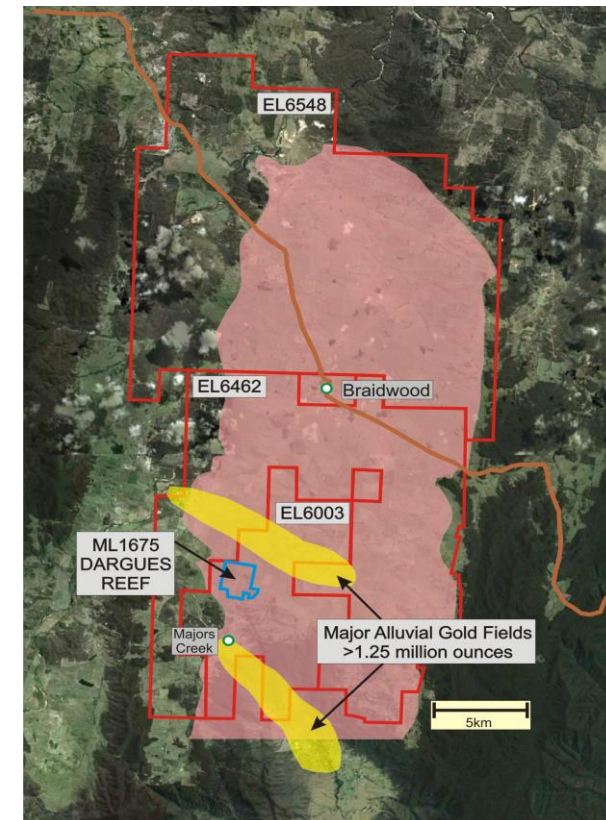 EL6548
EL6462
Braidwood
EL6003
ML1675
DARGUES
REEF
Majors
Creek
Major Alluvial Gold Fields
>1.25 million ounces
5km